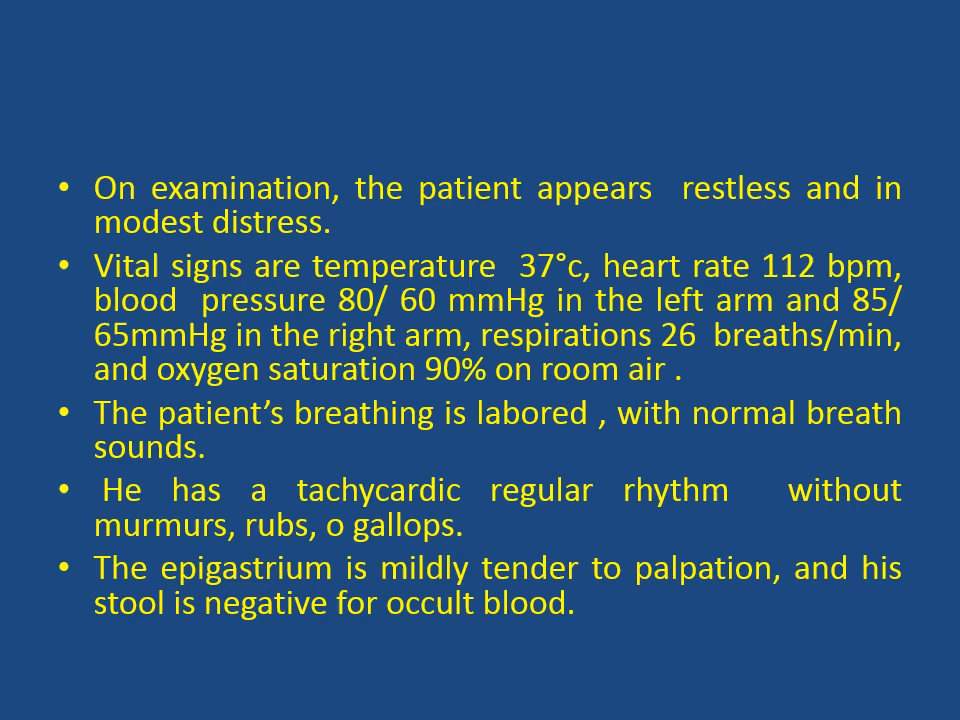 • On examination, the patient appears restless and in
modest distress.
• Vital signs are temperature 37°c, heart rate 112 bpm,
blood pressure 80/ 60 mmHg in the left arm and 85/
65mmHg in the right arm, respirations 26 breaths/min,
and oxygen saturation 90% on room air .
• The patient’s breathing is labored , with normal breath
sounds.
• He has a tachycardic regular rhythm without
murmurs, rubs, o gallops.
• The epigastrium is mildly tender to palpation, and his
stool is negative for occult blood.